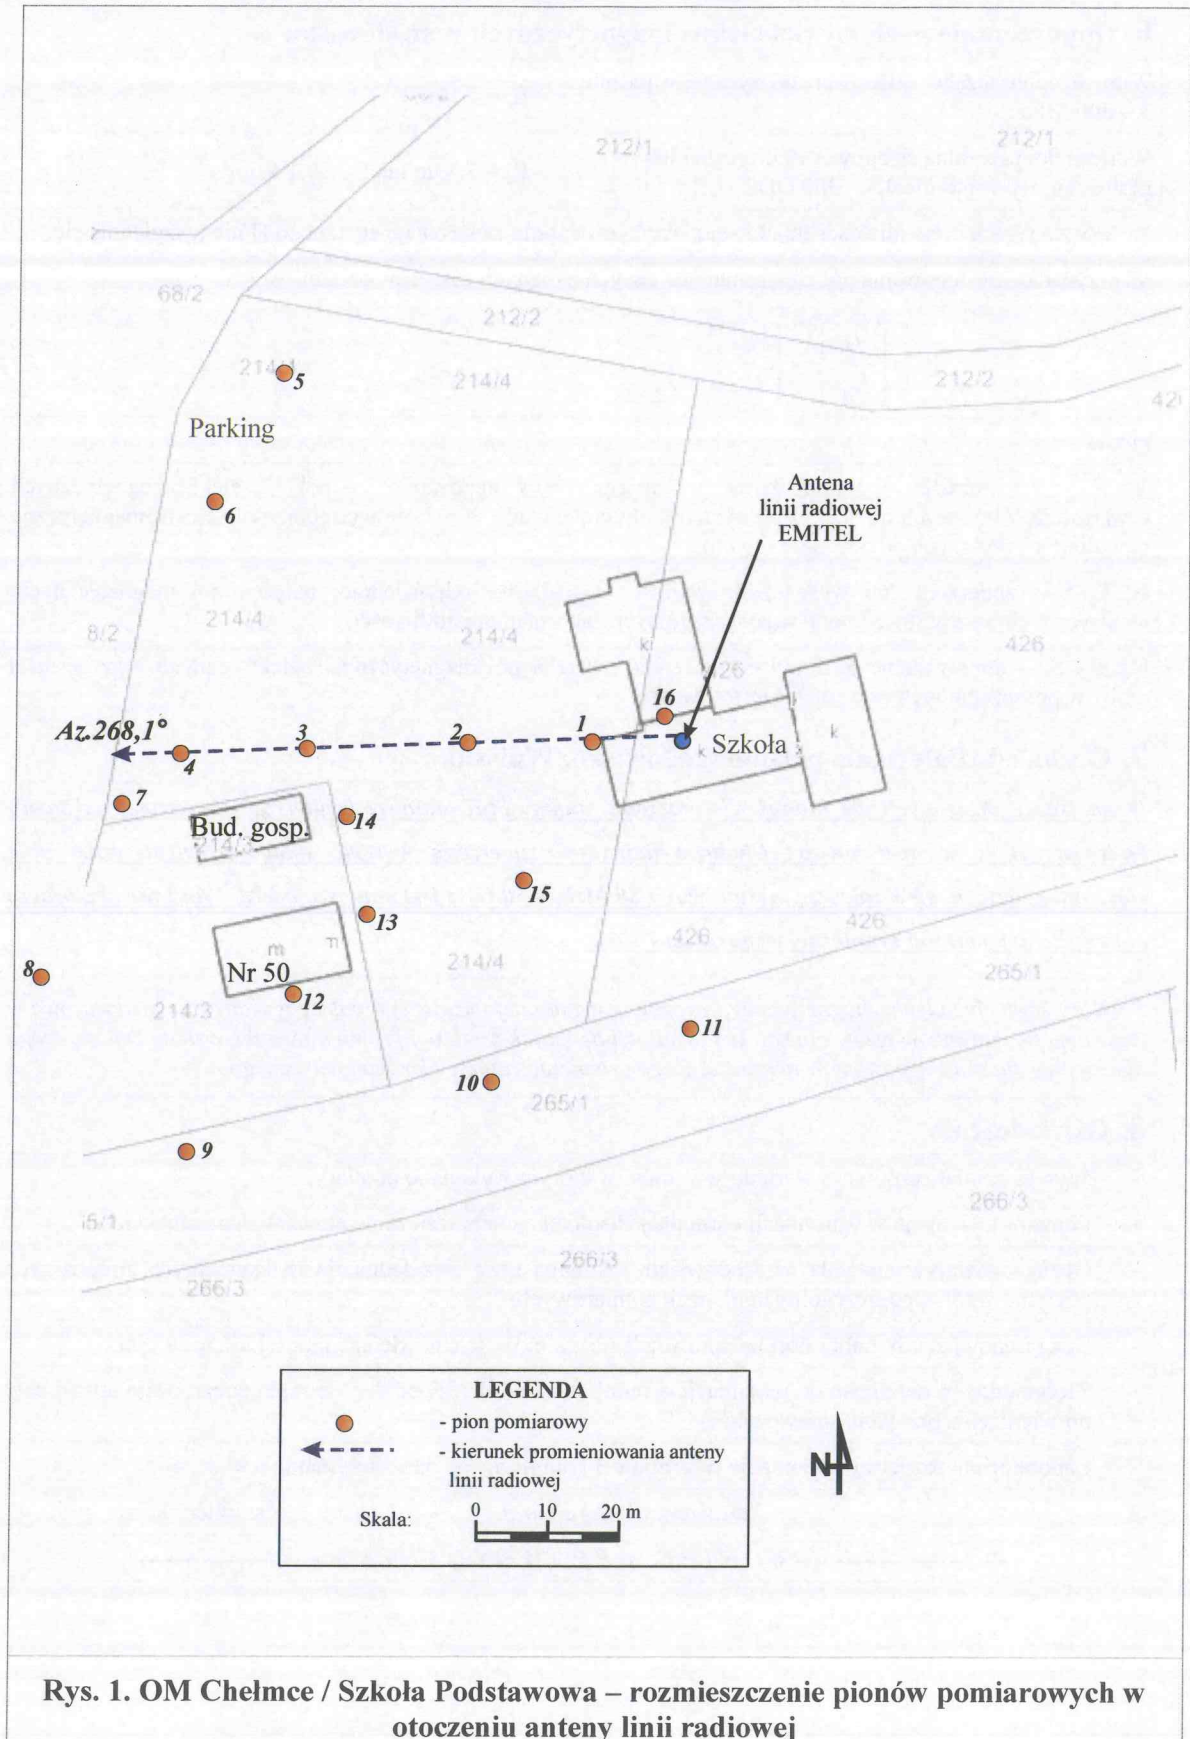 212/1
212/1
68/2
212/2
214/1
5
214/4
212/2
Parking
6
Antena
linii radiowej
EMITEL
8/2
214/4
214/4
k
426
426
16
Az.268,1°
3
2
1
k
Szkoła
k
4
7
Bud. gosp.
214/3
14
15
13
426
426
m
214/4
265/1
8
Nr 50
12
214/3
11
10
265/1
9
266/3
266/3
266/3
LEGENDA
- pion pomiarowy
- kierunek promieniowania anteny
linii radiowej
Skala:
0 10 20 m
N
Rys. 1. OM Chełmce / Szkoła Podstawowa – rozmieszczenie pionów pomiarowych w
otoczeniu anteny linii radiowej